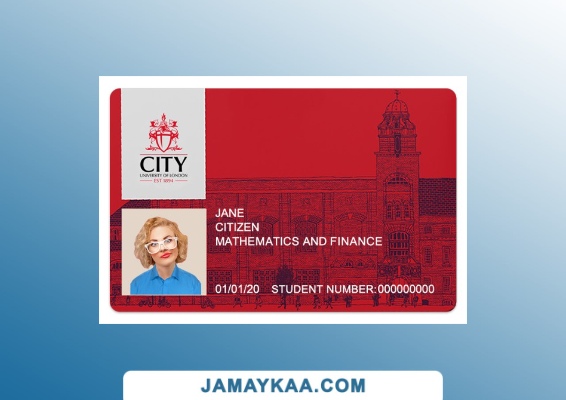 CITY
UNIVERSITY OF LONDON
EST 1894
JANE
CITIZEN
MATHEMATICS AND FINANCE
01/01/20 STUDENT NUMBER:000000000
JAMAYKAA.COM